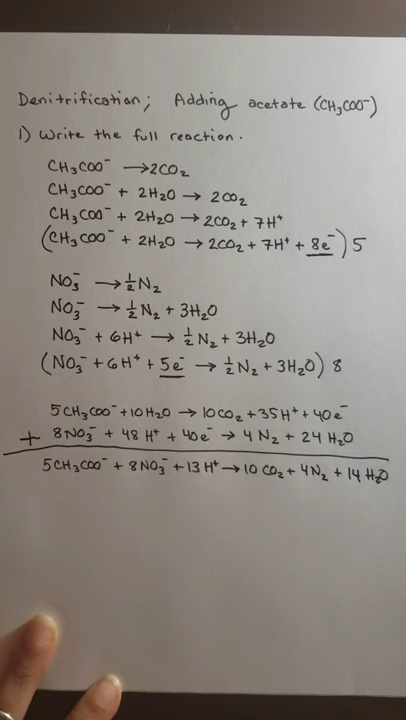 Denitrification; Adding acetate (CH₃COO⁻)
1) Write the full reaction.
CH₃COO⁻ → 2CO₂
CH₃COO⁻ + 2H₂O → 2CO₂
CH₃COO⁻ + 2H₂O → 2CO₂ + 7H⁺
(CH₃COO⁻ + 2H₂O → 2CO₂ + 7H⁺ + 8e⁻) 5
NO₃⁻ → ½N₂
NO₃⁻ → ½N₂ + 3H₂O
NO₃⁻ + 6H⁺ → ½N₂ + 3H₂O
(NO₃⁻ + 6H⁺ + 5e⁻ → ½N₂ + 3H₂O) 8
5CH₃COO⁻ + 10H₂O → 10CO₂ + 35H⁺ + 40e⁻
+ 8NO₃⁻ + 48H⁺ + 40e⁻ → 4N₂ + 24H₂O
5CH₃COO⁻ + 8NO₃⁻ + 13H⁺ → 10CO₂ + 4N₂ + 14H₂O